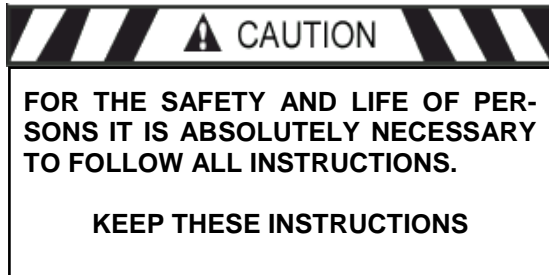 CAUTION
FOR THE SAFETY AND LIFE OF PER-
SONS IT IS ABSOLUTELY NECESSARY
TO FOLLOW ALL INSTRUCTIONS.
KEEP THESE INSTRUCTIONS